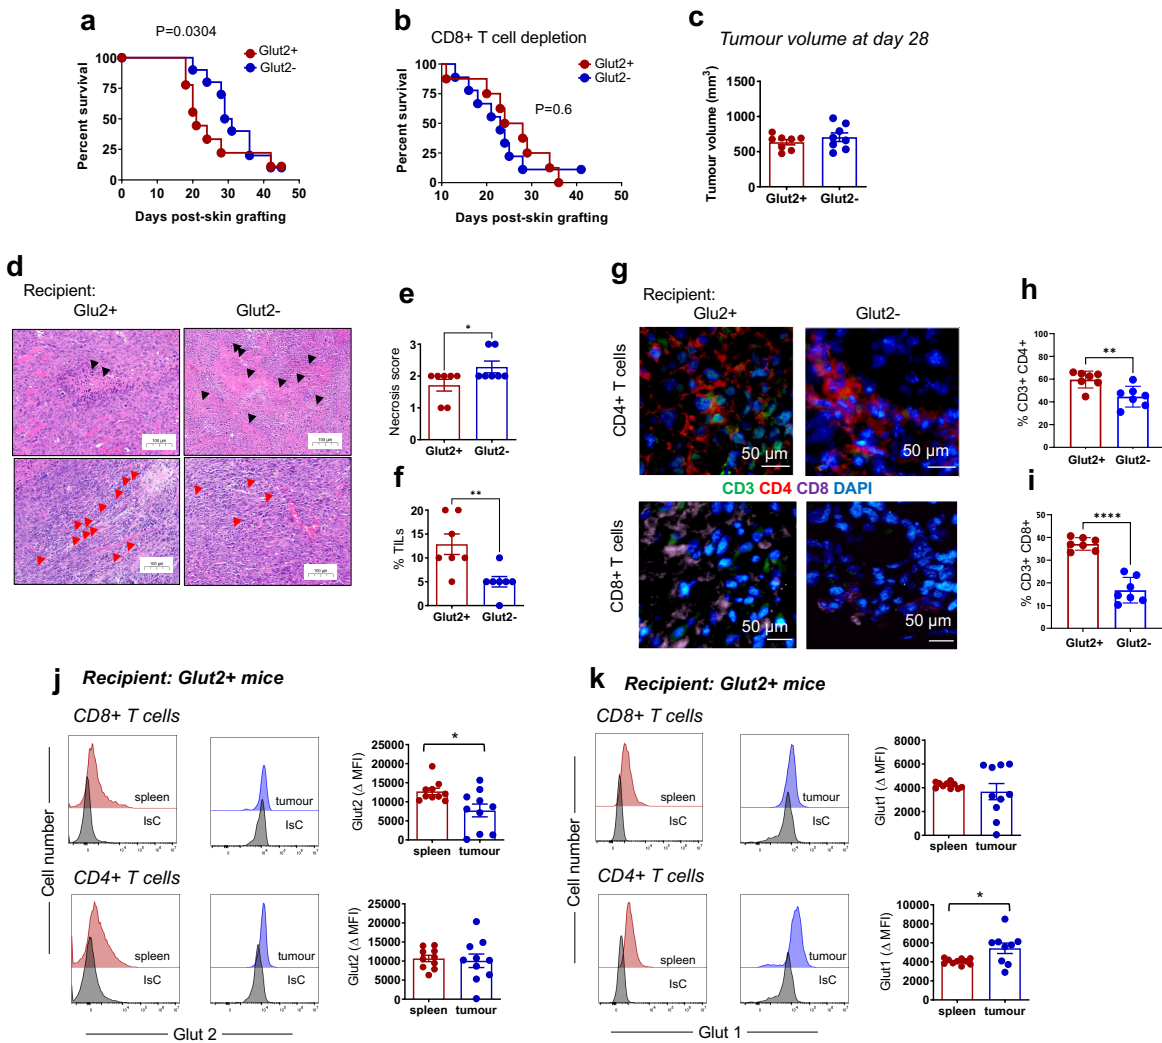 a
P=0.0304
Glut2+
Glut2-
Percent survival
100
75
50
25
0
0 10 20 30 40 50
Days post-skin grafting
b
CD8+ T cell depletion
Glut2+
Glut2-
P=0.6
Percent survival
100
75
50
25
0
10 20 30 40 50
Days post-skin grafting
c
Tumour volume at day 28
Tumour volume (mm3)
1500
1000
500
0
Glut2+ Glut2-
d
Recipient:
Glu2+ Glut2-
100 µm
100 µm
100 µm
100 µm
e
*
Necrosis score
4
3
2
1
0
Glut2+ Glut2-
f
**
% TILs
20
15
10
5
0
Glut2+ Glut2-
g
Recipient:
Glu2+ Glut2-
CD4+ T cells
50 µm 50 µm
CD3 CD4 CD8 DAPI
CD8+ T cells
50 µm 50 µm
h
**
% CD3+ CD4+
100
80
60
40
20
0
Glut2+ Glut2-
i
****
% CD3+ CD8+
50
40
30
20
10
0
Glut2+ Glut2-
j
Recipient: Glut2+ mice
CD8+ T cells
Cell number
spleen
IsC
tumour
IsC
*
Glut2 (Δ MFI)
25000
20000
15000
10000
5000
0
spleen tumour
CD4+ T cells
spleen
IsC
tumour
IsC
Glut2 (Δ MFI)
25000
20000
15000
10000
5000
0
spleen tumour
Glut 2
k
Recipient: Glut2+ mice
CD8+ T cells
Cell number
spleen
IsC
tumour
IsC
Glut1 (Δ MFI)
8000
6000
4000
2000
0
spleen tumour
CD4+ T cells
spleen
IsC
tumour
IsC
*
Glut1 (Δ MFI)
10000
8000
6000
4000
2000
0
spleen tumour
Glut 1